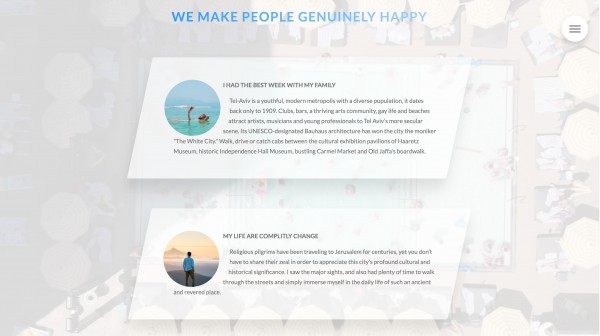 WE MAKE PEOPLE GENUINELY HAPPY
I HAD THE BEST WEEK WITH MY FAMILY
Tel-Aviv is a youthful, modern metropolis with a diverse population, it dates
back only to 1909. Clubs, bars, a thriving arts community, gay life and beaches
attract artists, musicians and young professionals to Tel Aviv's more secular
scene. Its UNESCO-designated Bauhaus architecture has won the city the moniker
"The White City." Walk, drive or catch cabs between the cultural exhibition pavilions of Haaretz
Museum, historic Independence Hall Museum, bustling Carmel Market and Old Jaffa's boardwalk.
MY LIFE ARE COMPLITLY CHANGE
Religious pilgrims have been traveling to Jerusalem for centuries, yet you don't
have to share their zeal in order to appreciate this city's profound cultural and
historical significance. I saw the major sights, and also had plenty of time to walk
through the streets and simply immerse myself in the daily life of such an ancient
and revered place.